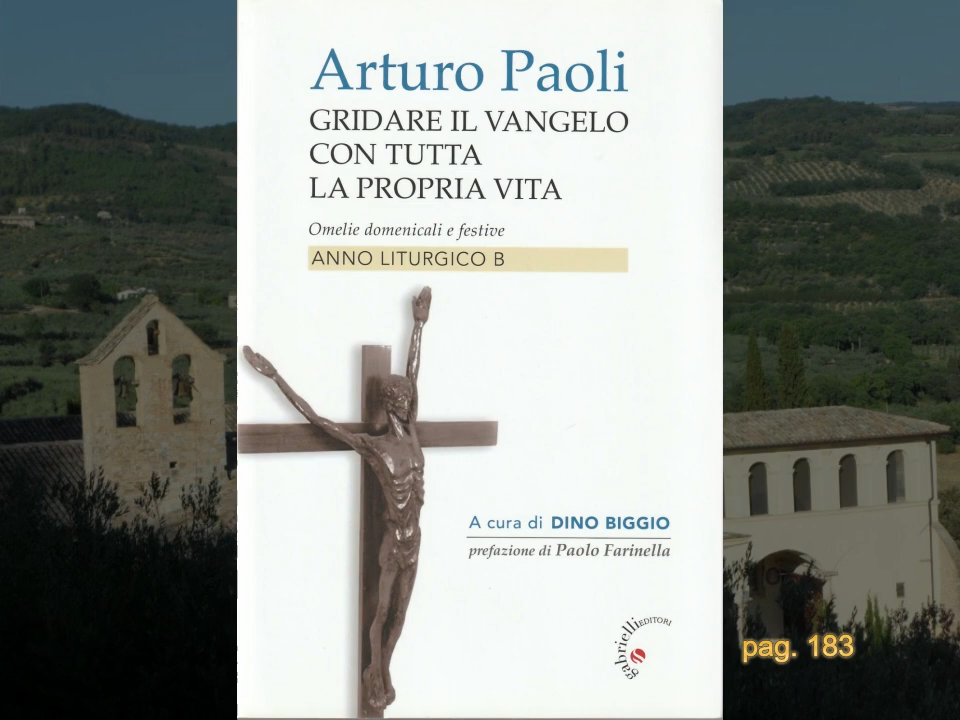 Arturo Paoli
GRIDARE IL VANGELO
CON TUTTA
LA PROPRIA VITA
Omelie domenicali e festive
ANNO LITURGICO B
A cura di DINO BIGGIO
prefazione di Paolo Farinella
gabrielli EDITORI
pag. 183